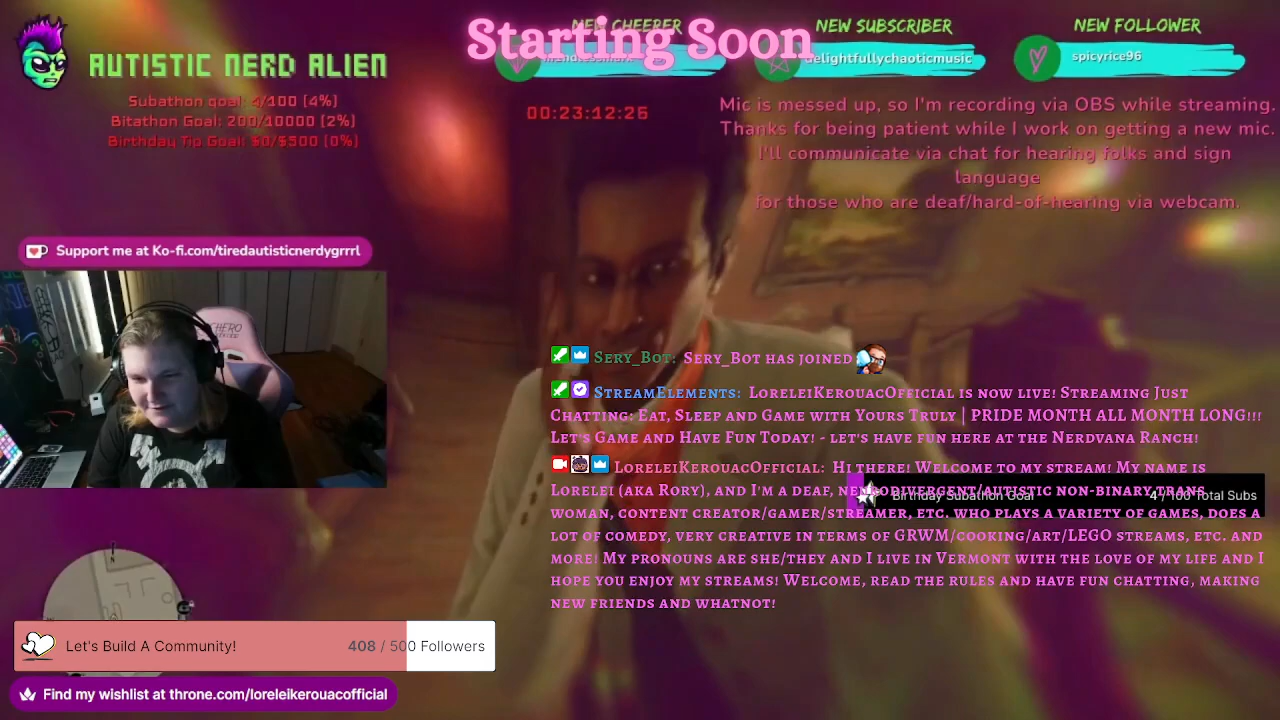 Starting Soon
NEW CHEERER
NEW SUBSCRIBER
delightfullychaoticmusic
NEW FOLLOWER
spicyrice96
AUTISTIC NERD ALIEN
Subathon goal: 4/100 (4%)
Bitathon Goal: 200/10000 (2%)
Birthday Tip Goal: $0/$500 (0%)
00:23:12:26
Mic is messed up, so I'm recording via OBS while streaming.
Thanks for being patient while I work on getting a new mic.
I'll communicate via chat for hearing folks and sign
language
for those who are deaf/hard-of-hearing via webcam.
Support me at Ko-fi.com/tiredautisticnerdygrrrl
Sery_Bot: Sery_Bot has joined
StreamElements: LoreleiKerouacOfficial is now live! Streaming Just
Chatting: Eat, Sleep and Game with Yours Truly | PRIDE MONTH ALL MONTH LONG!!!
Let's Game and Have Fun Today! - let's have fun here at the Nerdvana Ranch!
LoreleiKerouacOfficial: Hi there! Welcome to my stream! My name is
Lorelei (aka Rory), and I'm a deaf, neurodivergent/autistic non-binary trans
woman, content creator/gamer/streamer, etc. who plays a variety of games, does a
lot of comedy, very creative in terms of GRWM/cooking/art/LEGO streams, etc. and
more! My pronouns are she/they and I live in Vermont with the love of my life and I
hope you enjoy my streams! Welcome, read the rules and have fun chatting, making
new friends and whatnot!
Birthday Subathon Goal
4 / 100 Total Subs
N
Let's Build A Community!
408 / 500 Followers
Find my wishlist at throne.com/loreleikerouacofficial